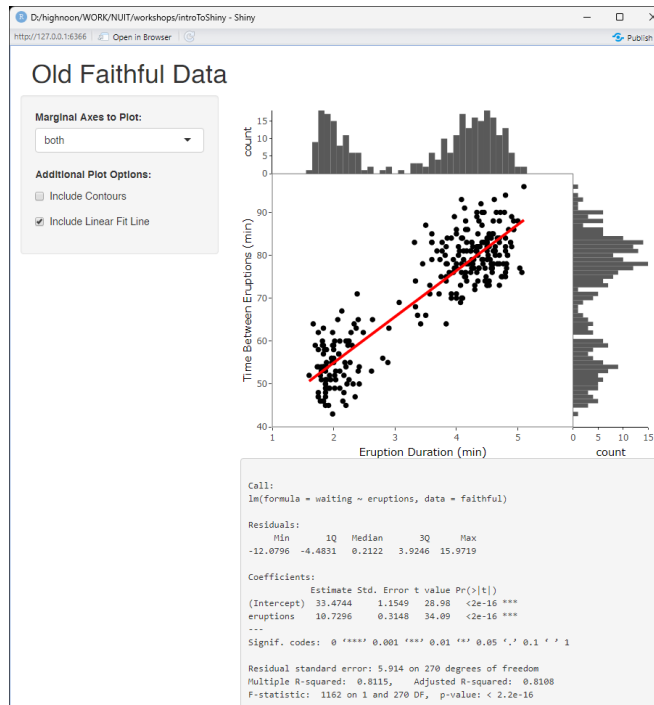 D:/highnoon/WORK/NUIT/workshops/introToShiny - Shiny
http://127.0.0.1:6366 Open in Browser Publish
Old Faithful Data
Marginal Axes to Plot:
both
Additional Plot Options:
Include Contours
Include Linear Fit Line
count
15
10
5
0
Time Between Eruptions (min)
90
80
70
60
50
40
1 2 3 4 5
Eruption Duration (min)
0 5 10 15
count
Call:
lm(formula = waiting ~ eruptions, data = faithful)
Residuals:
Min 1Q Median 3Q Max
-12.0796 -4.4831 0.2122 3.9246 15.9719
Coefficients:
Estimate Std. Error t value Pr(>|t|)
(Intercept) 33.4744 1.1549 28.98 <2e-16 ***
eruptions 10.7296 0.3148 34.09 <2e-16 ***
---
Signif. codes: 0 ‘***’ 0.001 ‘**’ 0.01 ‘*’ 0.05 ‘.’ 0.1 ‘ ’ 1
Residual standard error: 5.914 on 270 degrees of freedom
Multiple R-squared: 0.8115, Adjusted R-squared: 0.8108
F-statistic: 1162 on 1 and 270 DF, p-value: < 2.2e-16